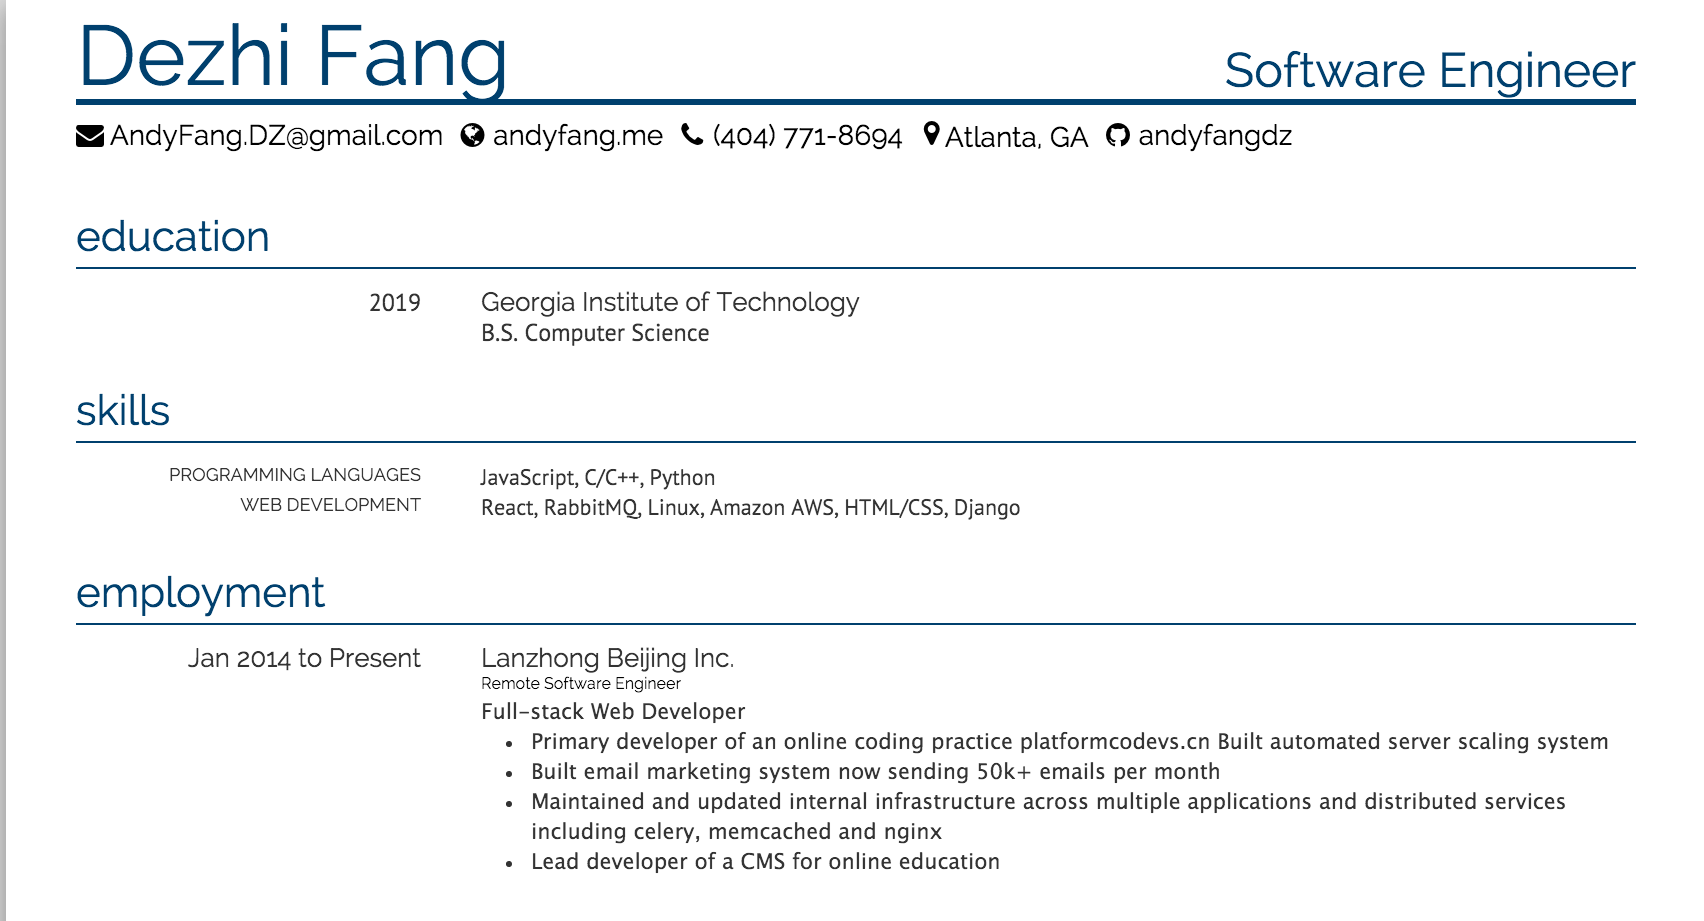 Dezhi Fang
Software Engineer
AndyFang.DZ@gmail.com andyfang.me (404) 771-8694 Atlanta, GA andyfangdz
education
2019 Georgia Institute of Technology
B.S. Computer Science
skills
PROGRAMMING LANGUAGES JavaScript, C/C++, Python
WEB DEVELOPMENT React, RabbitMQ, Linux, Amazon AWS, HTML/CSS, Django
employment
Jan 2014 to Present Lanzhong Beijing Inc.
Remote Software Engineer
Full-stack Web Developer
• Primary developer of an online coding practice platformcodevs.cn Built automated server scaling system
• Built email marketing system now sending 50k+ emails per month
• Maintained and updated internal infrastructure across multiple applications and distributed services
including celery, memcached and nginx
• Lead developer of a CMS for online education